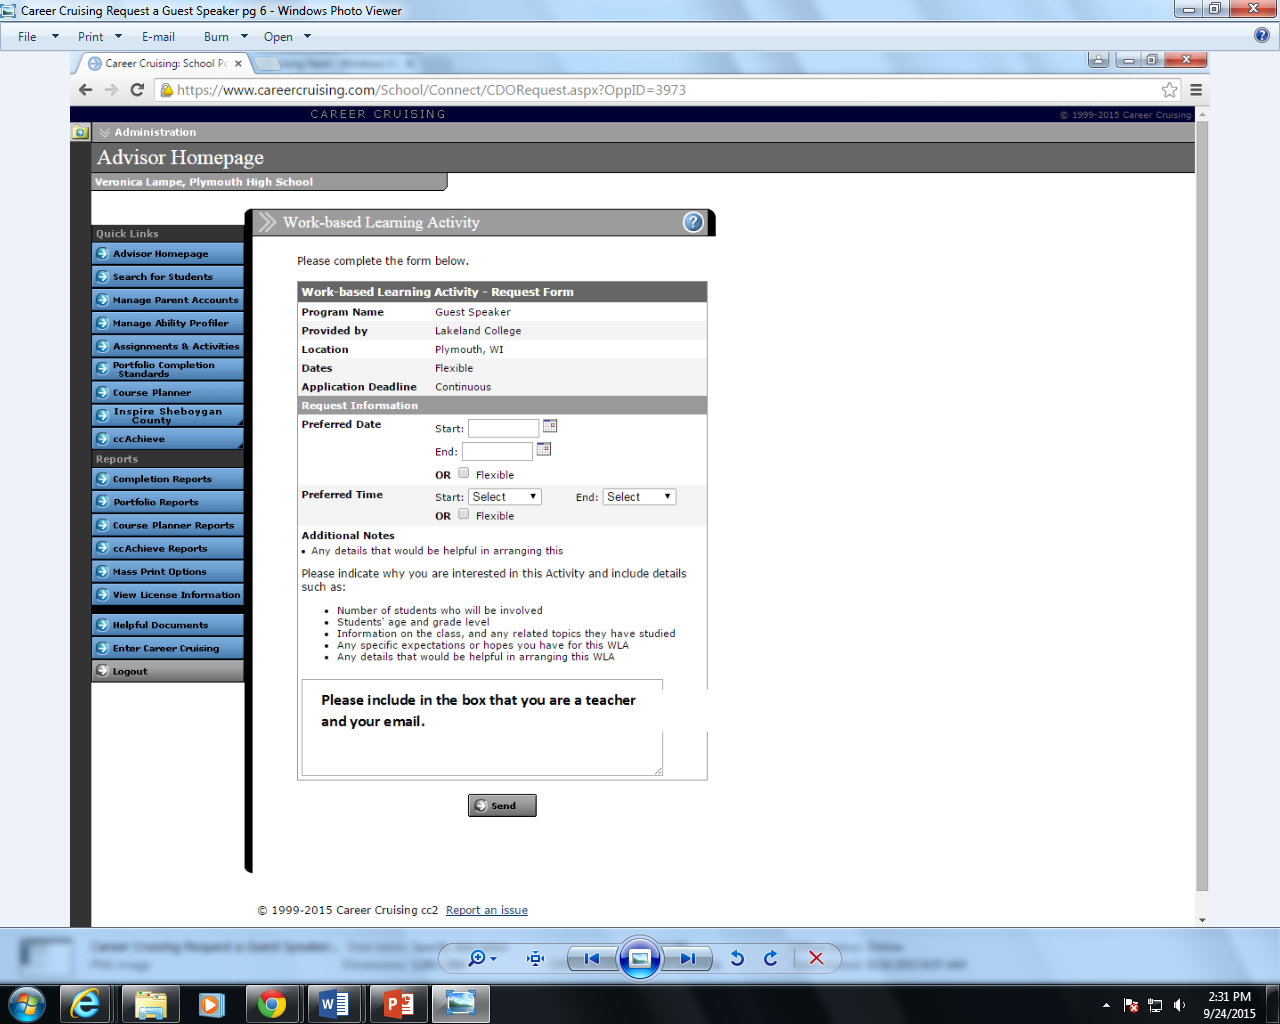 Career Cruising Request a Guest Speaker pg 6 - Windows Photo Viewer
File Print E-mail Burn Open
Career Cruising: School Po
https://www.careercruising.com/School/Connect/CDORequest.aspx?OppID=3973
CAREER CRUISING
© 1999-2015 Career Cruising
Administration
Advisor Homepage
Veronica Lampe, Plymouth High School
Quick Links
Advisor Homepage
Search for Students
Manage Parent Accounts
Manage Ability Profiler
Assignments & Activities
Portfolio Completion
Standards
Course Planner
Inspire Sheboygan
County
ccAchieve
Reports
Completion Reports
Portfolio Reports
Course Planner Reports
ccAchieve Reports
Mass Print Options
View License Information
Helpful Documents
Enter Career Cruising
Logout
Work-based Learning Activity
Please complete the form below.
Work-based Learning Activity - Request Form
Program Name Guest Speaker
Provided by Lakeland College
Location Plymouth, WI
Dates Flexible
Application Deadline Continuous
Request Information
Preferred Date Start:
End:
OR Flexible
Preferred Time Start: Select End: Select
OR Flexible
Additional Notes
• Any details that would be helpful in arranging this
Please indicate why you are interested in this Activity and include details
such as:
• Number of students who will be involved
• Students' age and grade level
• Information on the class, and any related topics they have studied
• Any specific expectations or hopes you have for this WLA
• Any details that would be helpful in arranging this WLA
Please include in the box that you are a teacher
and your email.
Send
© 1999-2015 Career Cruising cc2 Report an issue
2:31 PM
9/24/2015